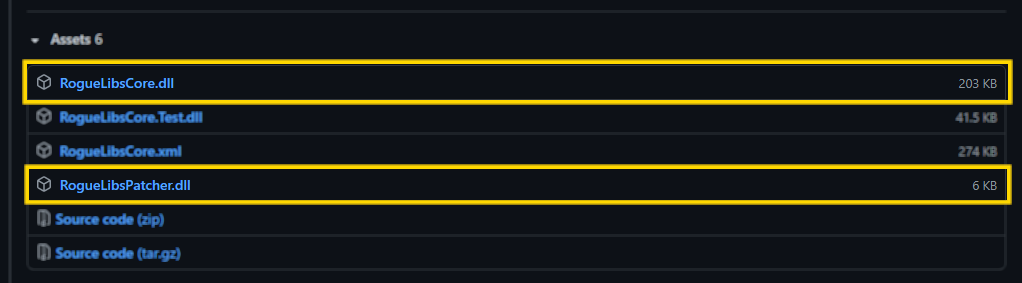 Assets 6
RogueLibsCore.dll 203 KB
RogueLibsCore.Test.dll 41.5 KB
RogueLibsCore.xml 274 KB
RogueLibsPatcher.dll 6 KB
Source code (zip)
Source code (tar.gz)